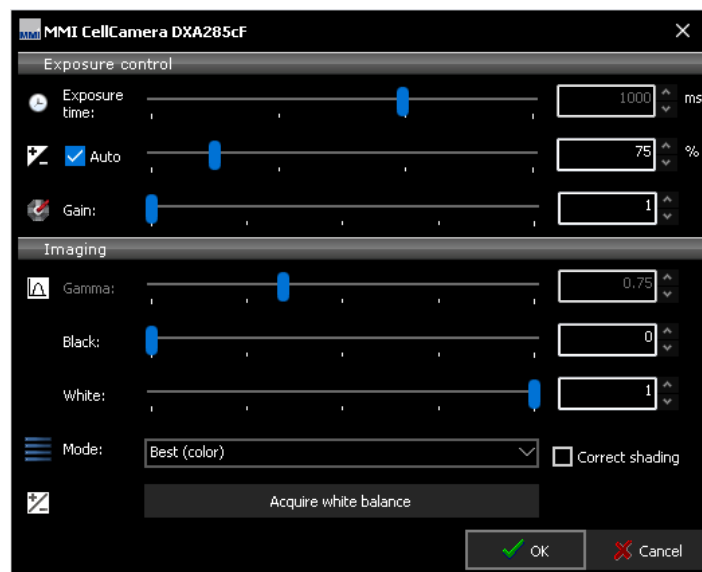 MMI MMI CellCamera DXA285cF
Exposure control
Exposure
time:
1000 ms
Auto 75 %
Gain: 1
Imaging
Gamma: 0.75
Black: 0
White: 1
Mode: Best (color) Correct shading
Acquire white balance
OK Cancel